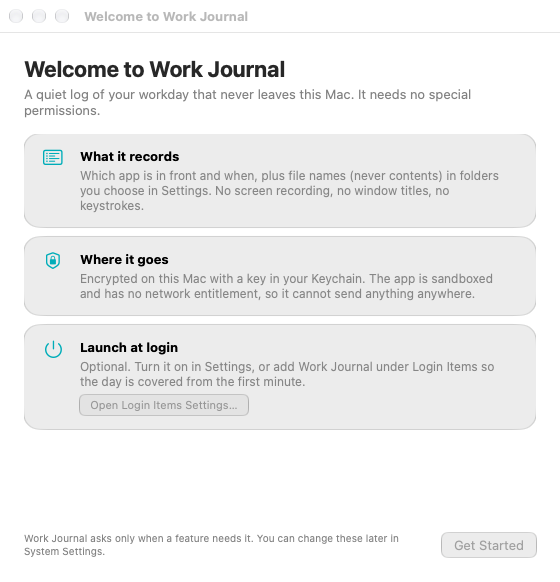 Welcome to Work Journal
Welcome to Work Journal
A quiet log of your workday that never leaves this Mac. It needs no special
permissions.
What it records
Which app is in front and when, plus file names (never contents) in folders
you choose in Settings. No screen recording, no window titles, no
keystrokes.
Where it goes
Encrypted on this Mac with a key in your Keychain. The app is sandboxed
and has no network entitlement, so it cannot send anything anywhere.
Launch at login
Optional. Turn it on in Settings, or add Work Journal under Login Items so
the day is covered from the first minute.
Open Login Items Settings...
Work Journal asks only when a feature needs it. You can change these later in
System Settings.
Get Started